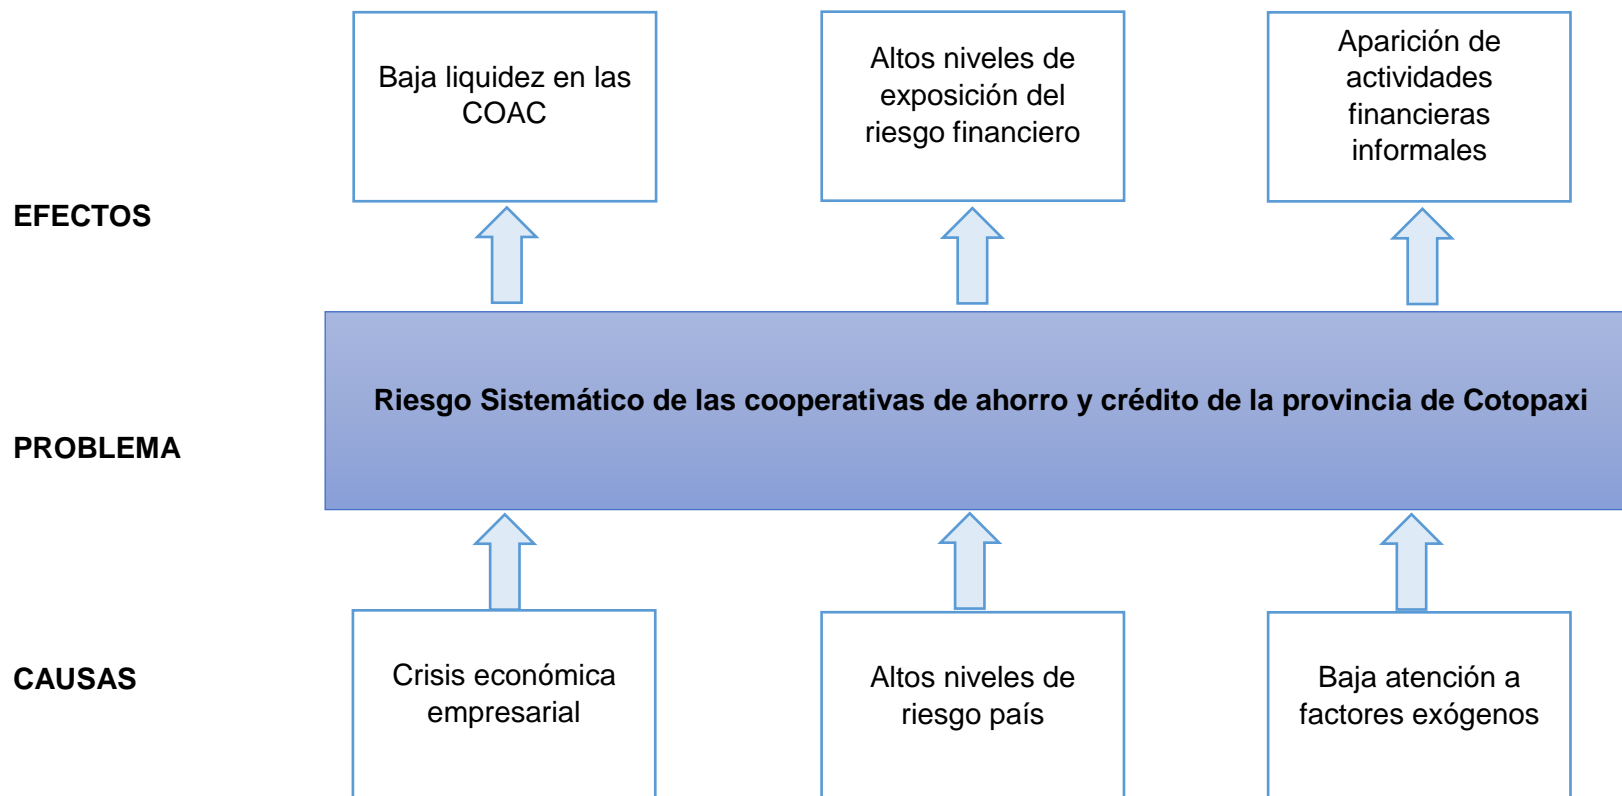 Baja liquidez en las
COAC
Altos niveles de
exposición del
riesgo financiero
Aparición de
actividades
financieras
informales
EFECTOS
Riesgo Sistemático de las cooperativas de ahorro y crédito de la provincia de Cotopaxi
PROBLEMA
Crisis económica
empresarial
Altos niveles de
riesgo país
Baja atención a
factores exógenos
CAUSAS